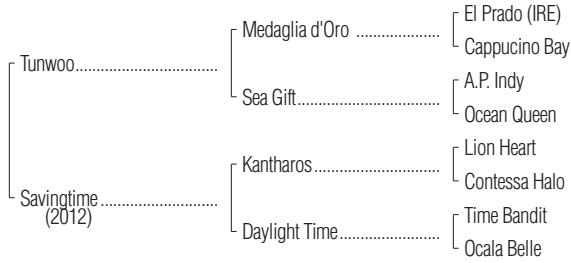 El Prado (IRE)
Medaglia d'Oro ....................
Cappucino Bay
Tunwoo..................................
A.P. Indy
Sea Gift..................................
Ocean Queen
Lion Heart
Kantharos..............................
Contessa Halo
Savingtime ............................
(2012)
Time Bandit
Daylight Time........................
Ocala Belle